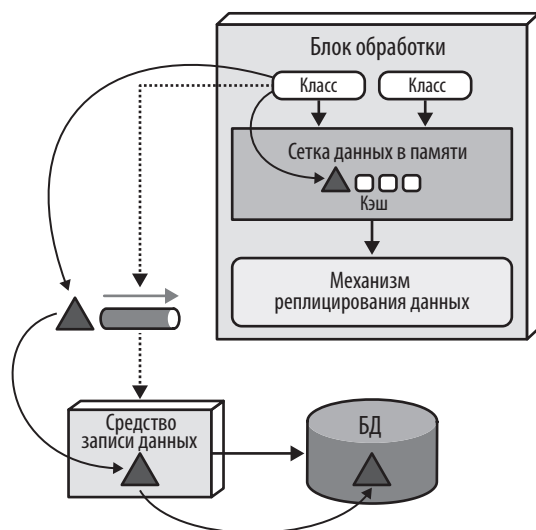 Блок обработки
Класс
Класс
Сетка данных в памяти
Кэш
Механизм
реплицирования данных
Средство
записи данных
БД